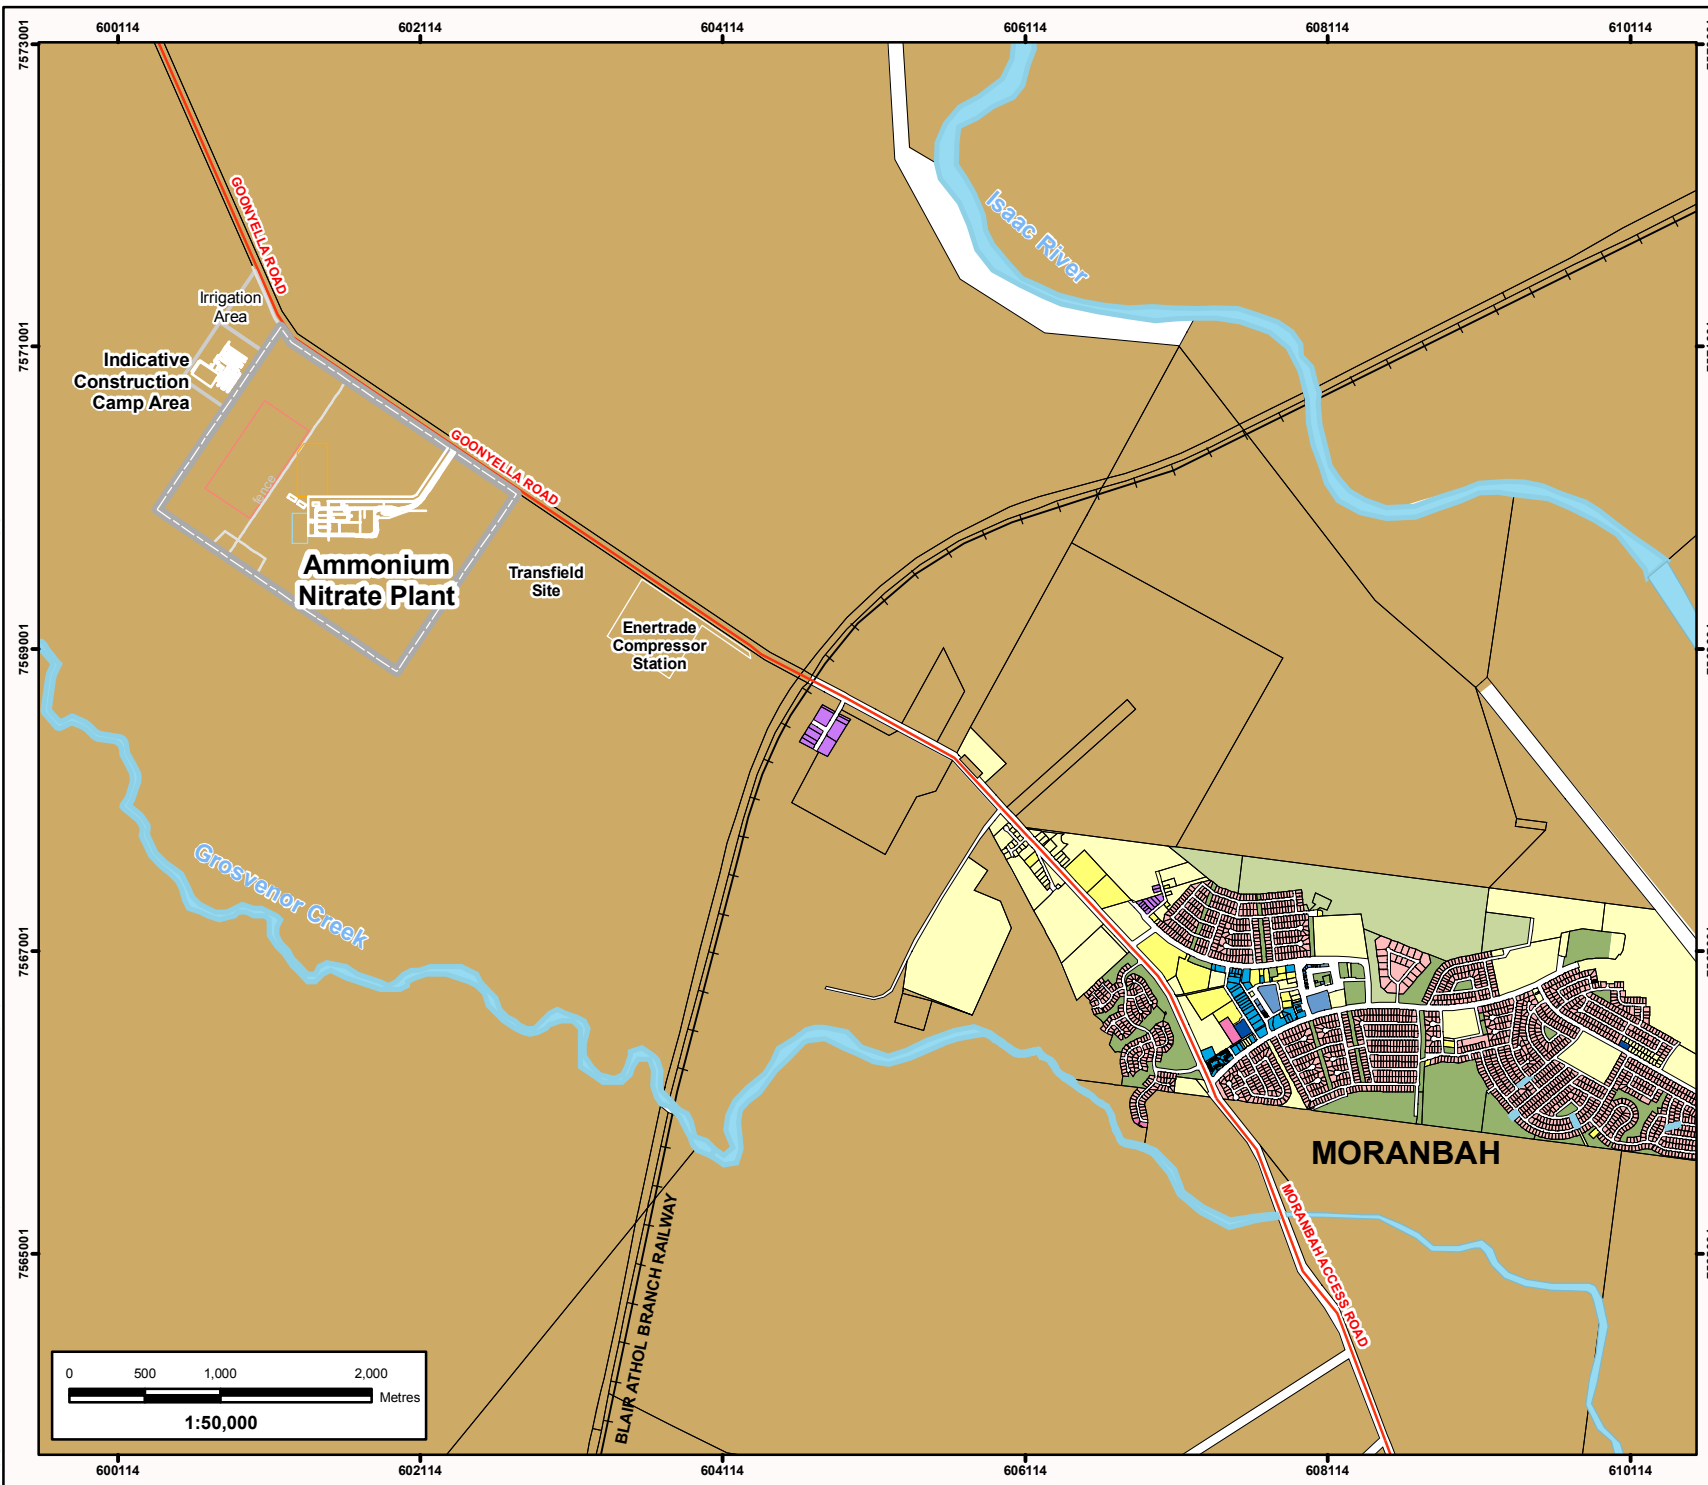 600114
602114
604114
606114
608114
610114
7573001
7571001
7569001
7567001
7565001
GOONYELLA ROAD
Irrigation
Area
Indicative
Construction
Camp Area
GOONYELLA ROAD
fence
Ammonium
Nitrate Plant
Transfield
Site
Enertrade
Compressor
Station
Isaac River
Grosvenor Creek
MORANBAH
MORANBAH ACCESS ROAD
BLAIR ATHOL BRANCH RAILWAY
0 500 1,000 2,000
Metres
1:50,000
600114
602114
604114
606114
608114
610114